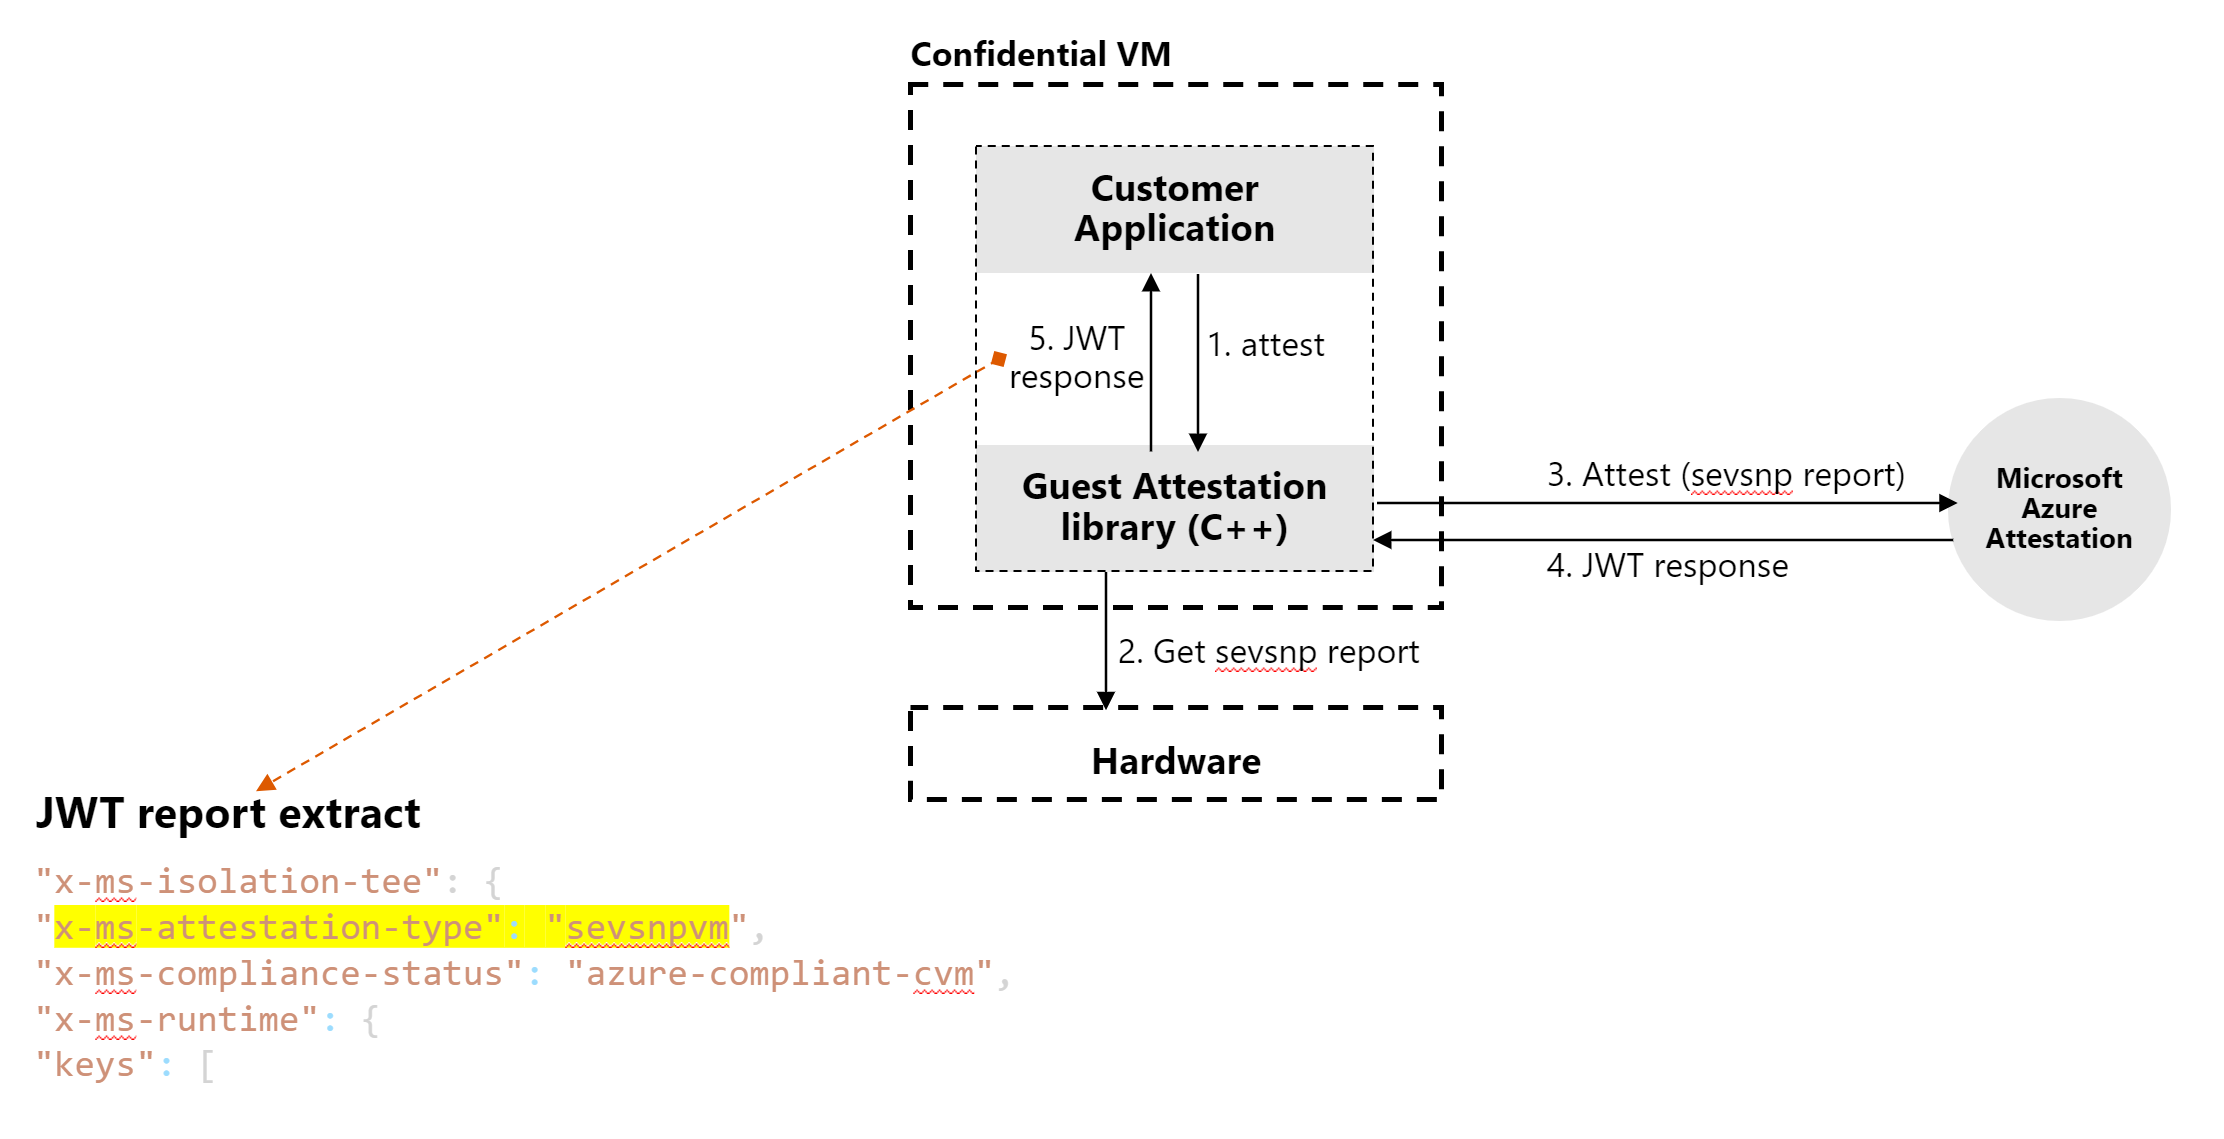 Confidential VM
Customer
Application
5. JWT
response
1. attest
Guest Attestation
library (C++)
3. Attest (sevsnp report)
4. JWT response
Microsoft
Azure
Attestation
2. Get sevsnp report
Hardware
JWT report extract
"x-ms-isolation-tee": {
"x-ms-attestation-type": "sevsnpvm",
"x-ms-compliance-status": "azure-compliant-cvm",
"x-ms-runtime": {
"keys": [